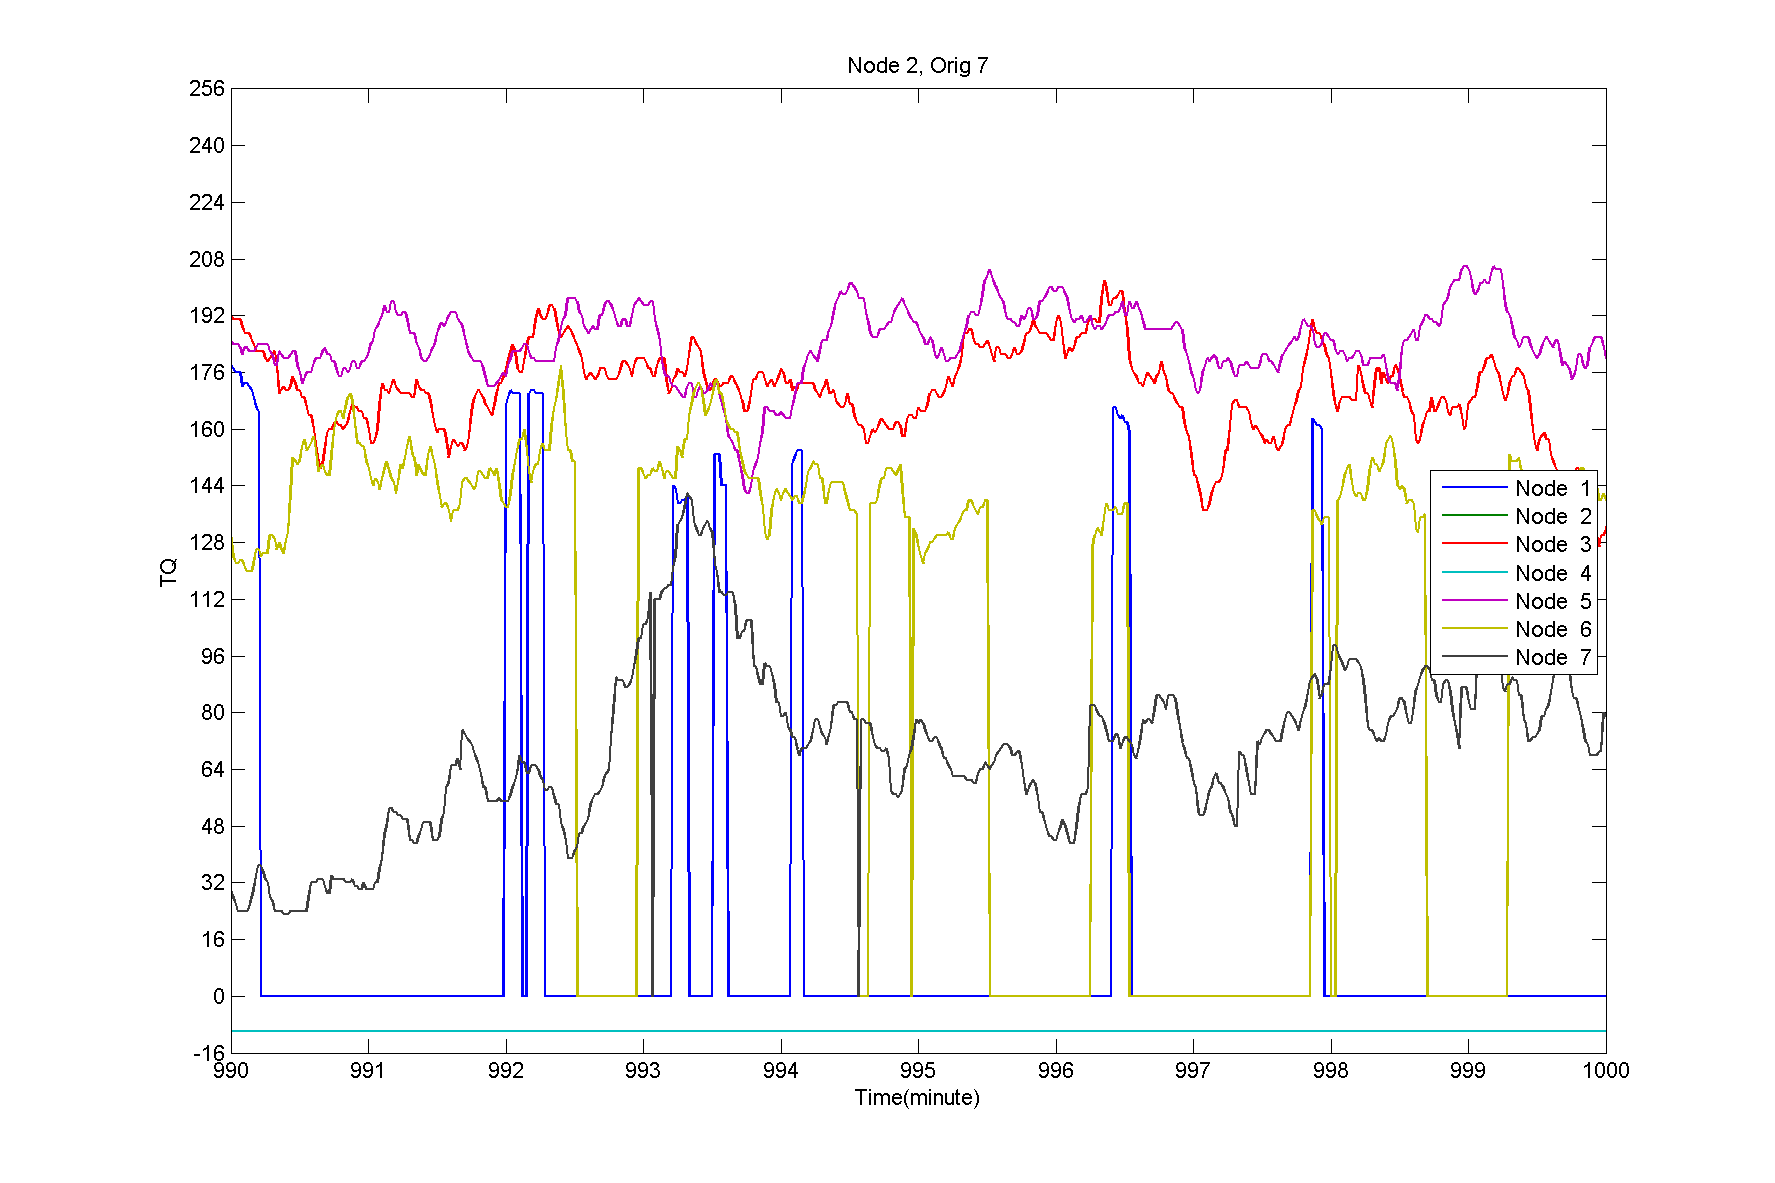 Node 2, Orig 7
256
240
224
208
192
176
160
144
128
112
96
80
64
48
32
16
0
-16
TQ
990 991 992 993 994 995 996 997 998 999 1000
Time(minute)
Node 1
Node 2
Node 3
Node 4
Node 5
Node 6
Node 7